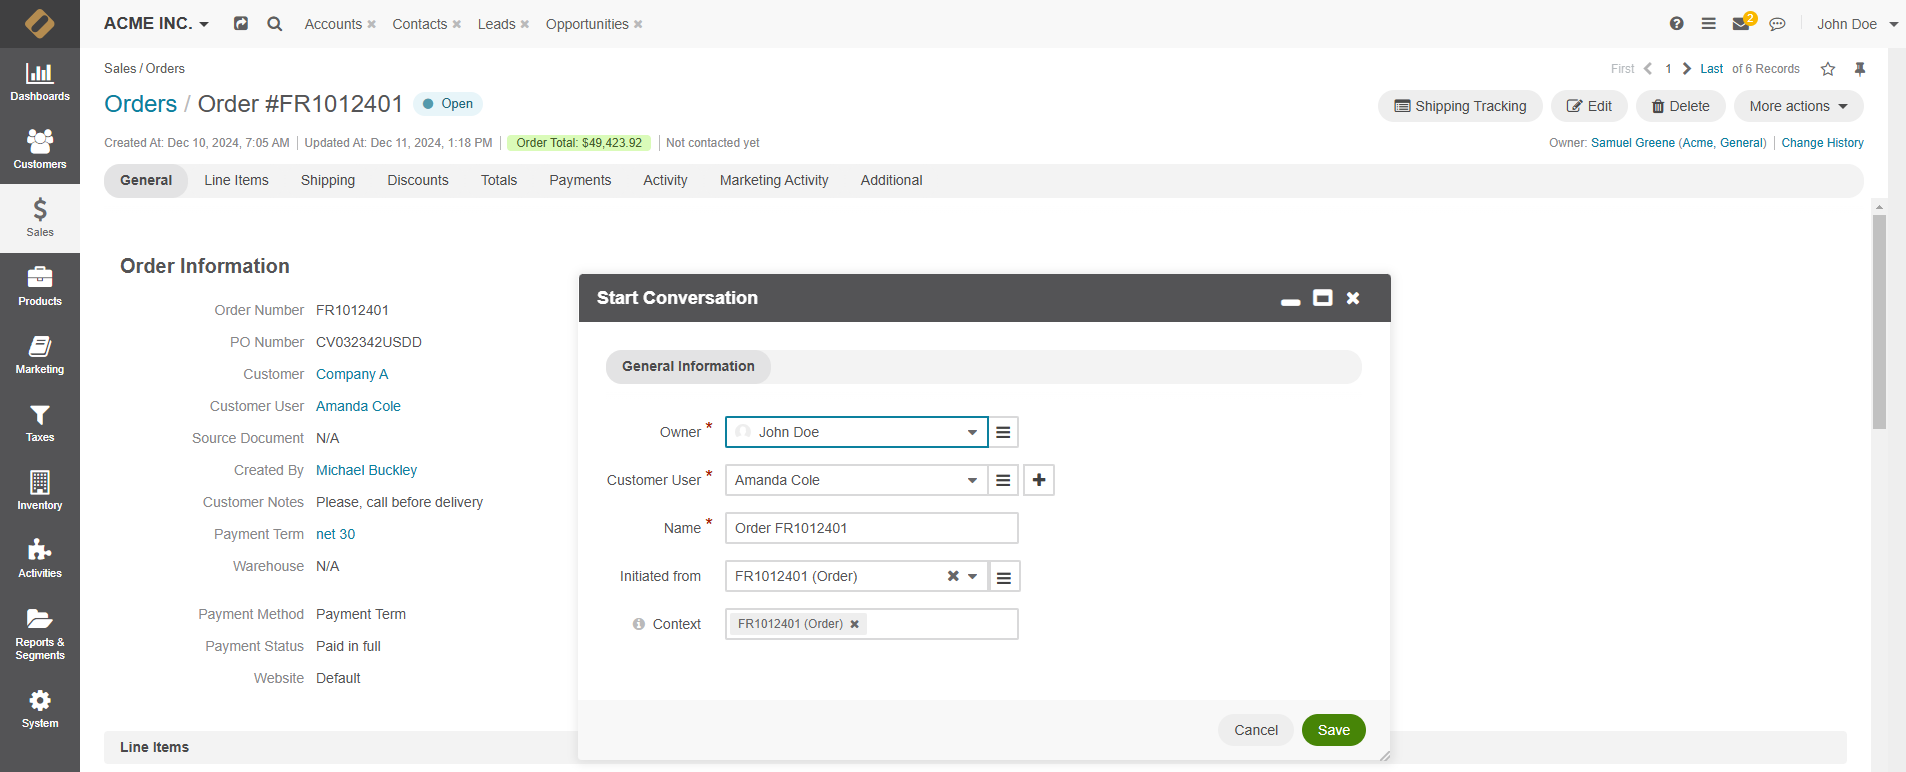 ACME INC.
Accounts
Contacts
Leads
Opportunities
2
John Doe
Dashboards
Customers
Sales
Products
Marketing
Taxes
Inventory
Activities
Reports &
Segments
System
Sales / Orders
First 1 Last of 6 Records
Orders / Order #FR1012401
Open
Shipping Tracking
Edit
Delete
More actions
Created At: Dec 10, 2024, 7:05 AM
Updated At: Dec 11, 2024, 1:18 PM
Order Total: $49,423.92
Not contacted yet
Owner: Samuel Greene (Acme, General)
Change History
General
Line Items
Shipping
Discounts
Totals
Payments
Activity
Marketing Activity
Additional
Order Information
Order Number FR1012401
PO Number CV032342USDD
Customer Company A
Customer User Amanda Cole
Source Document N/A
Created By Michael Buckley
Customer Notes Please, call before delivery
Payment Term net 30
Warehouse N/A
Payment Method Payment Term
Payment Status Paid in full
Website Default
Line Items
Start Conversation
General Information
Owner * John Doe
Customer User * Amanda Cole
Name * Order FR1012401
Initiated from FR1012401 (Order)
Context FR1012401 (Order)
Cancel
Save